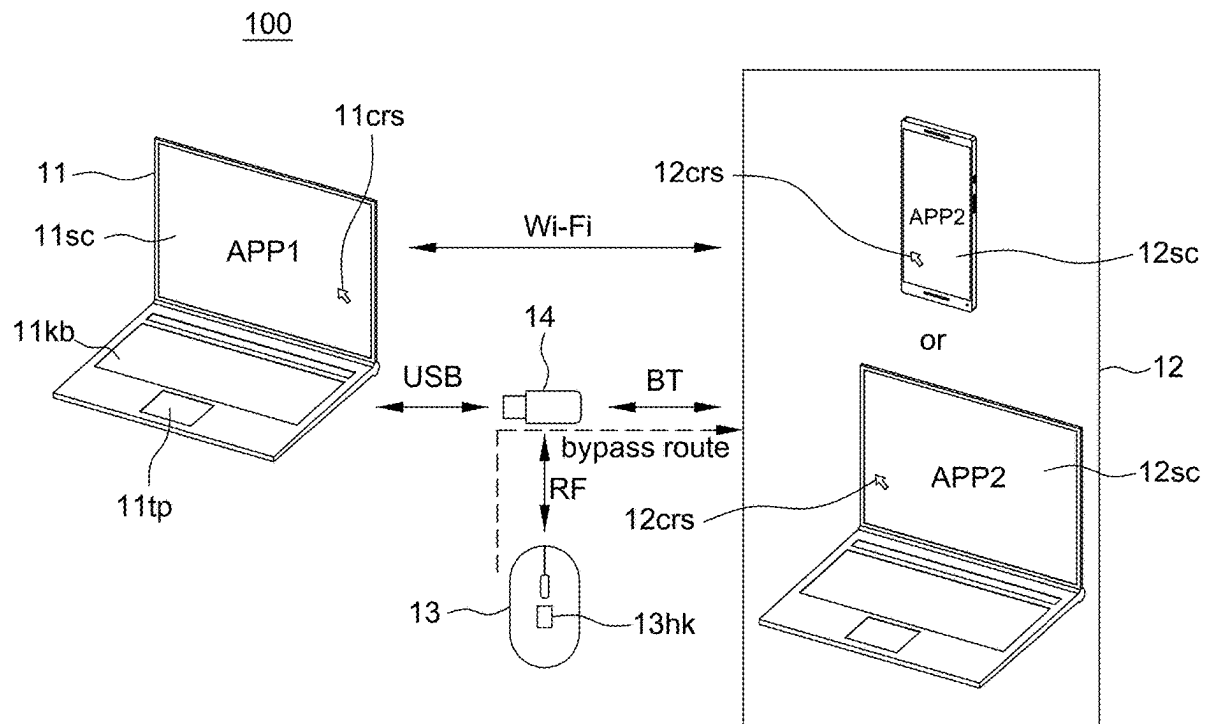 100
11crs
11
12crs
APP2
11sc
APP1
Wi-Fi
12sc
11kb
14
or
USB
BT
12
bypass route
APP2
12sc
RF
11tp
12crs
13
13hk